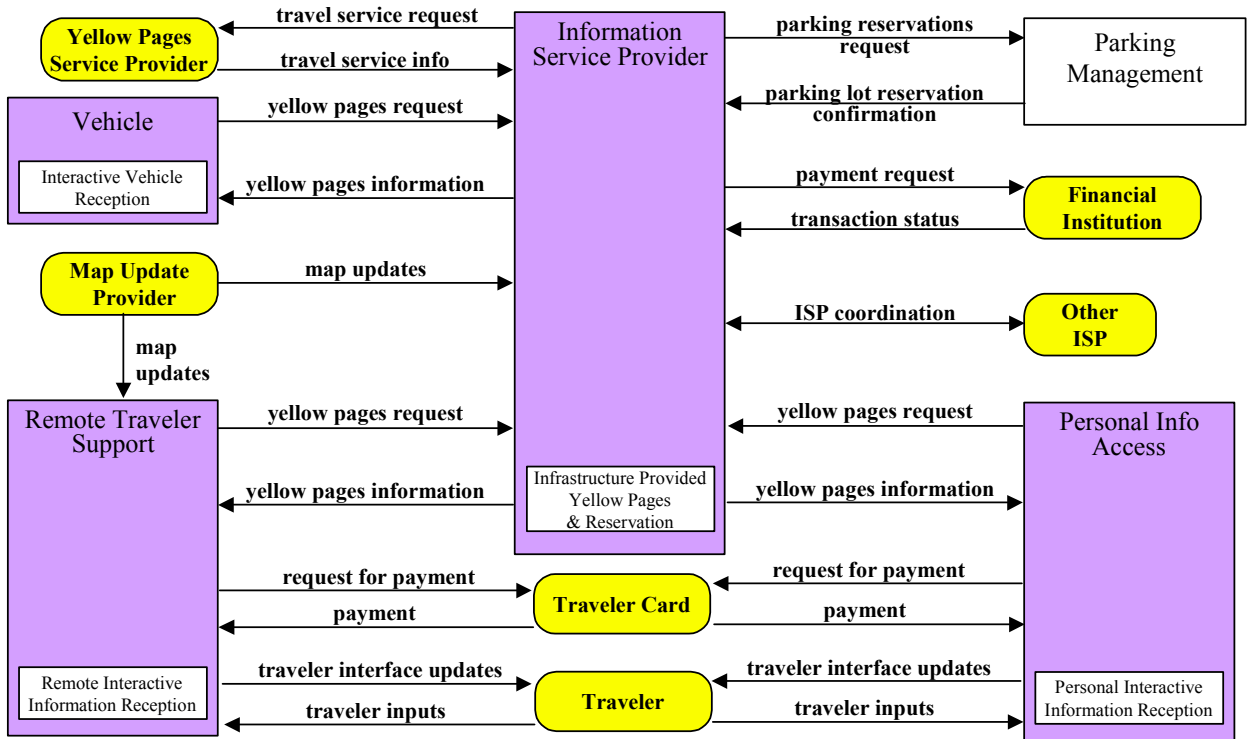 travel service request
Yellow Pages
Service Provider
travel service info
Information
Service Provider
parking reservations
request
Parking
Management
parking lot reservation
confirmation
Vehicle
yellow pages request
Interactive Vehicle
Reception
yellow pages information
payment request
Financial
Institution
transaction status
Map Update
Provider
map updates
ISP coordination
Other
ISP
map
updates
Remote Traveler
Support
yellow pages request
yellow pages request
Personal Info
Access
yellow pages information
Infrastructure Provided
Yellow Pages
& Reservation
yellow pages information
request for payment
Traveler Card
request for payment
payment
payment
Remote Interactive
Information Reception
traveler interface updates
Traveler
traveler interface updates
traveler inputs
traveler inputs
Personal Interactive
Information Reception